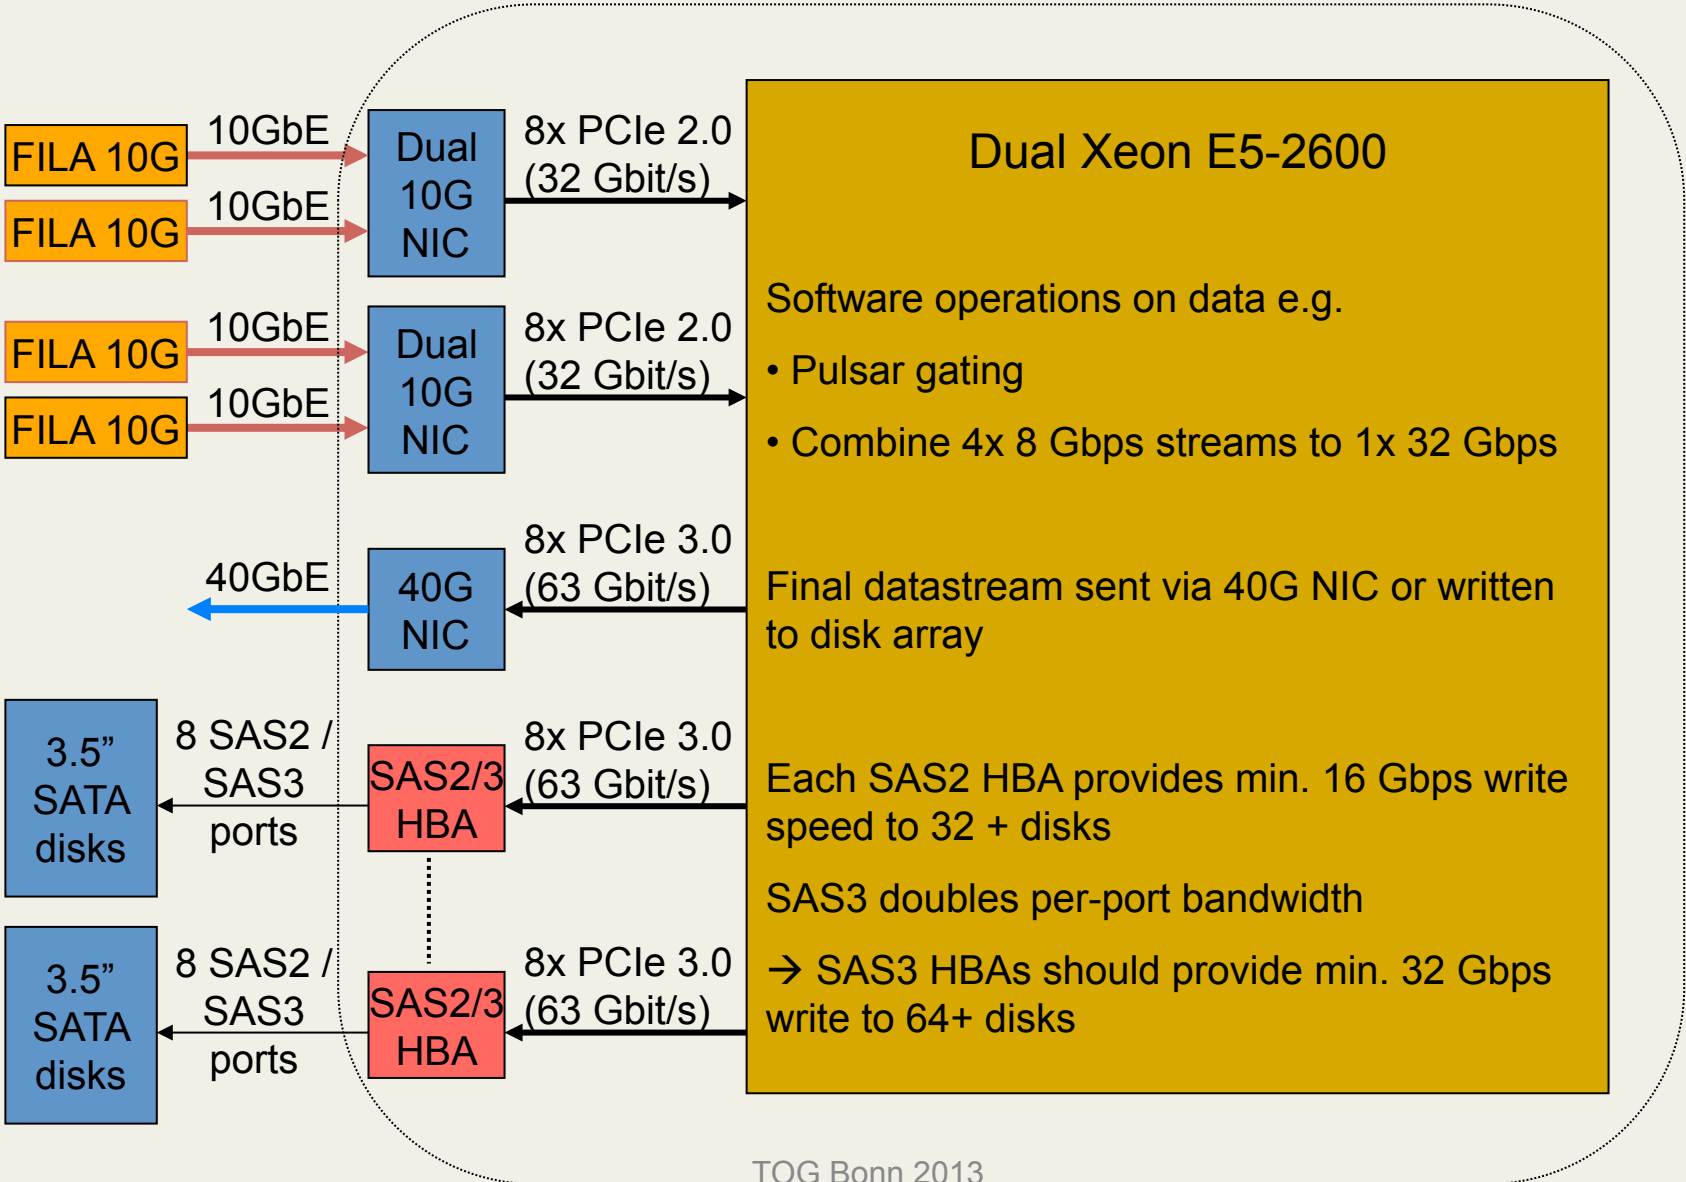 FILA 10G
10GbE
FILA 10G
10GbE
Dual
10G
NIC
8x PCIe 2.0
(32 Gbit/s)
FILA 10G
10GbE
FILA 10G
10GbE
Dual
10G
NIC
8x PCIe 2.0
(32 Gbit/s)
40GbE
40G
NIC
8x PCIe 3.0
(63 Gbit/s)
3.5”
SATA
disks
8 SAS2 /
SAS3
ports
SAS2/3
HBA
8x PCIe 3.0
(63 Gbit/s)
3.5”
SATA
disks
8 SAS2 /
SAS3
ports
SAS2/3
HBA
8x PCIe 3.0
(63 Gbit/s)
Dual Xeon E5-2600
Software operations on data e.g.
• Pulsar gating
• Combine 4x 8 Gbps streams to 1x 32 Gbps
Final datastream sent via 40G NIC or written
to disk array
Each SAS2 HBA provides min. 16 Gbps write
speed to 32 + disks
SAS3 doubles per-port bandwidth
→ SAS3 HBAs should provide min. 32 Gbps
write to 64+ disks
TOG Bonn 2013